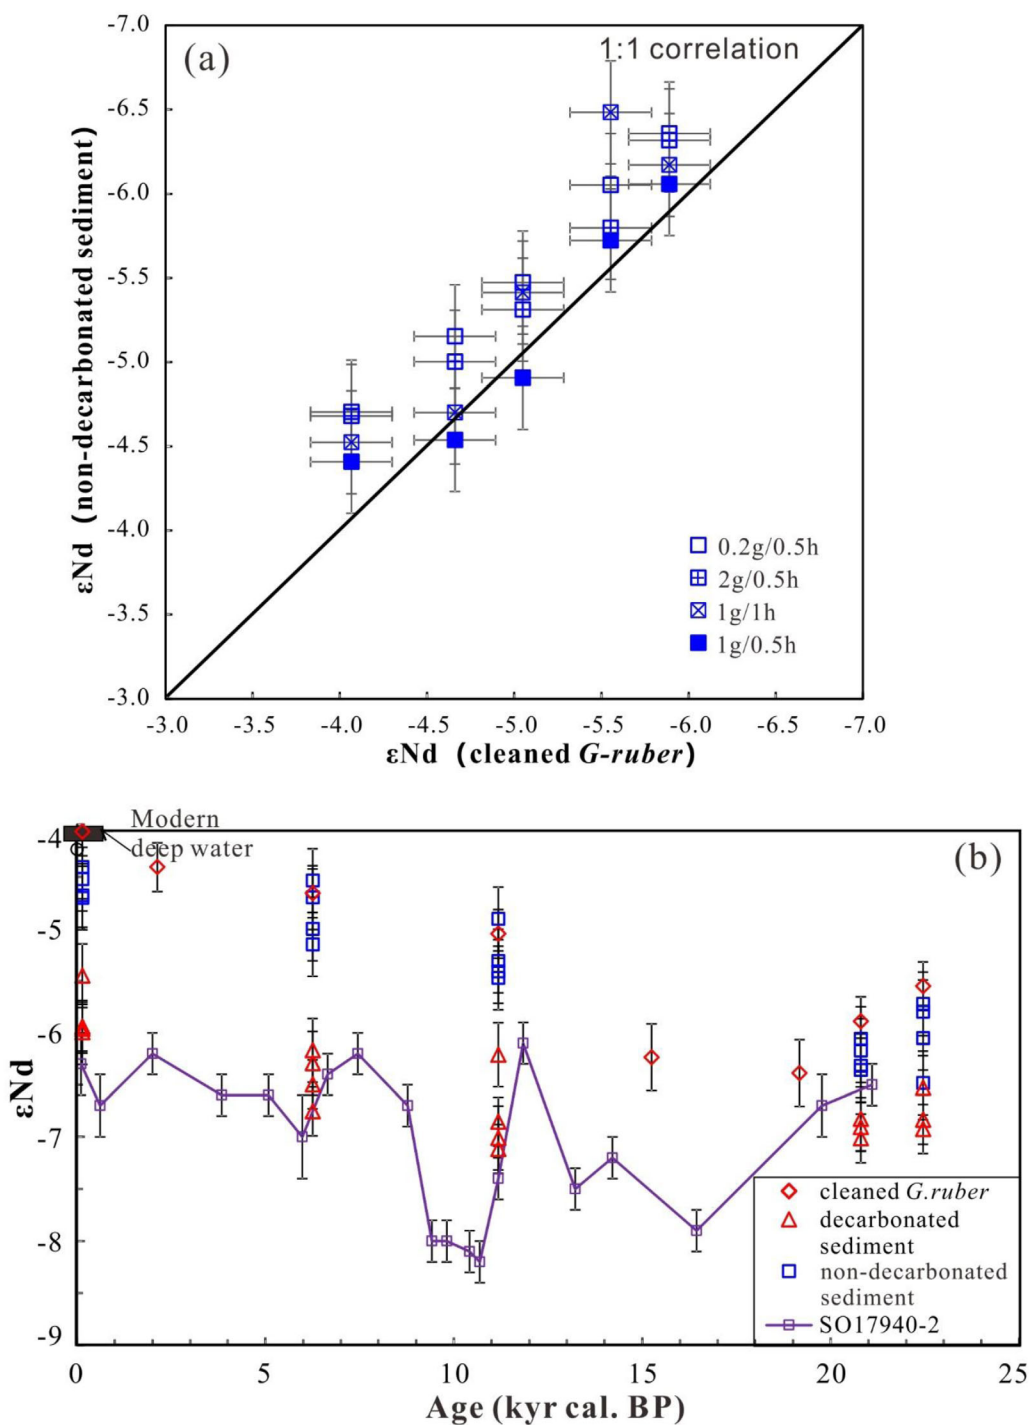 (a)
1:1 correlation
-7.0
-6.5
-6.0
-5.5
-5.0
-4.5
-4.0
-3.5
-3.0
εNd (non-decarbonated sediment)
0.2g/0.5h
2g/0.5h
1g/1h
1g/0.5h
-3.0 -3.5 -4.0 -4.5 -5.0 -5.5 -6.0 -6.5 -7.0
εNd (cleaned G-ruber)
Modern
deep water
(b)
-4
-5
-6
-7
-8
-9
εNd
cleaned G.ruber
decarbonated
sediment
non-decarbonated
sediment
SO17940-2
0 5 10 15 20 25
Age (kyr cal. BP)